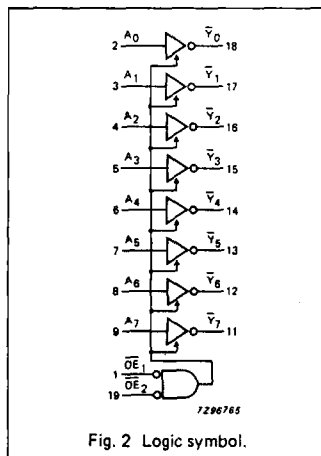 2 A0 Y̅0 18
3 A1 Y̅1 17
4 A2 Y̅2 16
5 A3 Y̅3 15
6 A4 Y̅4 14
7 A5 Y̅5 13
8 A6 Y̅6 12
9 A7 Y̅7 11
1 O̅E̅1
19 O̅E̅2
7Z96765
Fig. 2 Logic symbol.